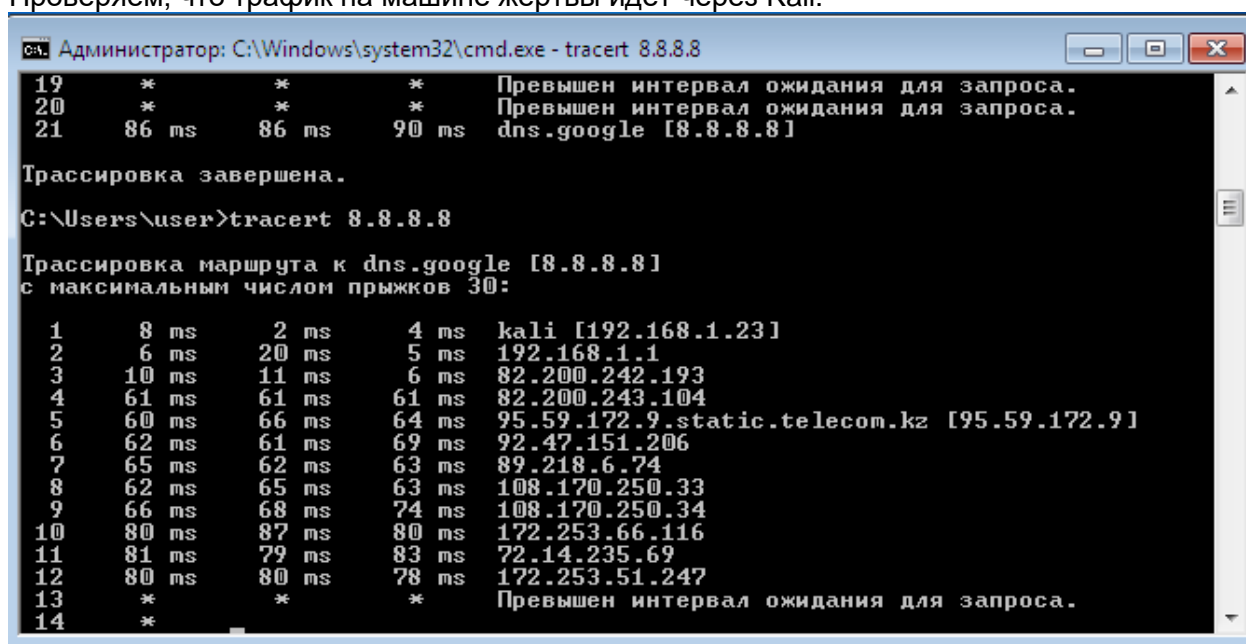 Проверяем, что трафик на машине жертвы идет через Kali:
Администратор: C:\Windows\system32\cmd.exe - tracert 8.8.8.8
19 * * * Превышен интервал ожидания для запроса.
20 * * * Превышен интервал ожидания для запроса.
21 86 ms 86 ms 90 ms dns.google [8.8.8.8]
Трассировка завершена.
C:\Users\user>tracert 8.8.8.8
Трассировка маршрута к dns.google [8.8.8.8]
с максимальным числом прыжков 30:
1 8 ms 2 ms 4 ms kali [192.168.1.23]
2 6 ms 20 ms 5 ms 192.168.1.1
3 10 ms 11 ms 6 ms 82.200.242.193
4 61 ms 61 ms 61 ms 82.200.243.104
5 60 ms 66 ms 64 ms 95.59.172.9.static.telecom.kz [95.59.172.9]
6 62 ms 61 ms 69 ms 92.47.151.206
7 65 ms 62 ms 63 ms 89.218.6.74
8 62 ms 65 ms 63 ms 108.170.250.33
9 66 ms 68 ms 74 ms 108.170.250.34
10 80 ms 87 ms 80 ms 172.253.66.116
11 81 ms 79 ms 83 ms 72.14.235.69
12 80 ms 80 ms 78 ms 172.253.51.247
13 * * * Превышен интервал ожидания для запроса.
14 *